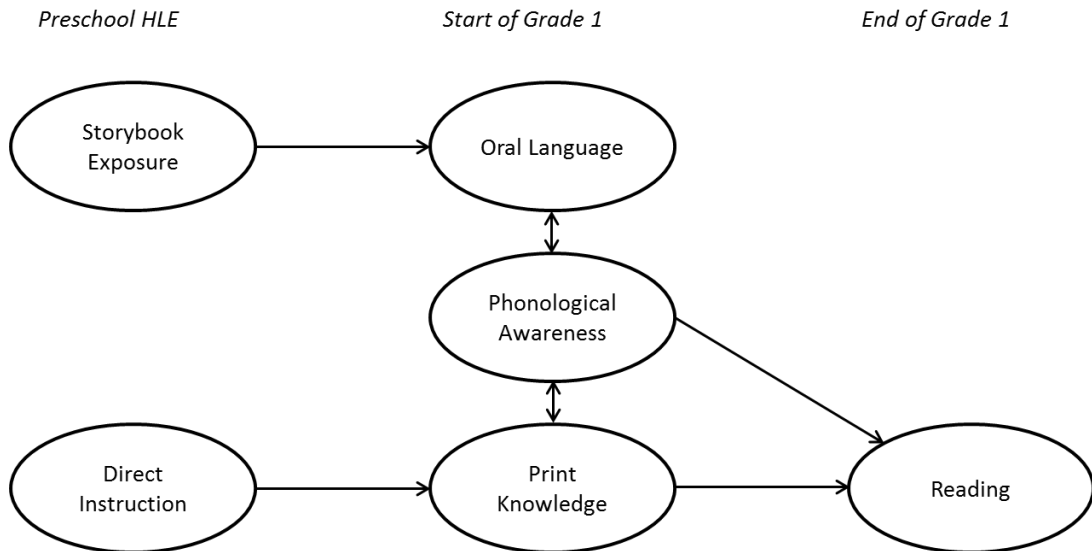 Preschool HLE
Start of Grade 1
End of Grade 1
Storybook
Exposure
Oral Language
Phonological
Awareness
Direct
Instruction
Print
Knowledge
Reading